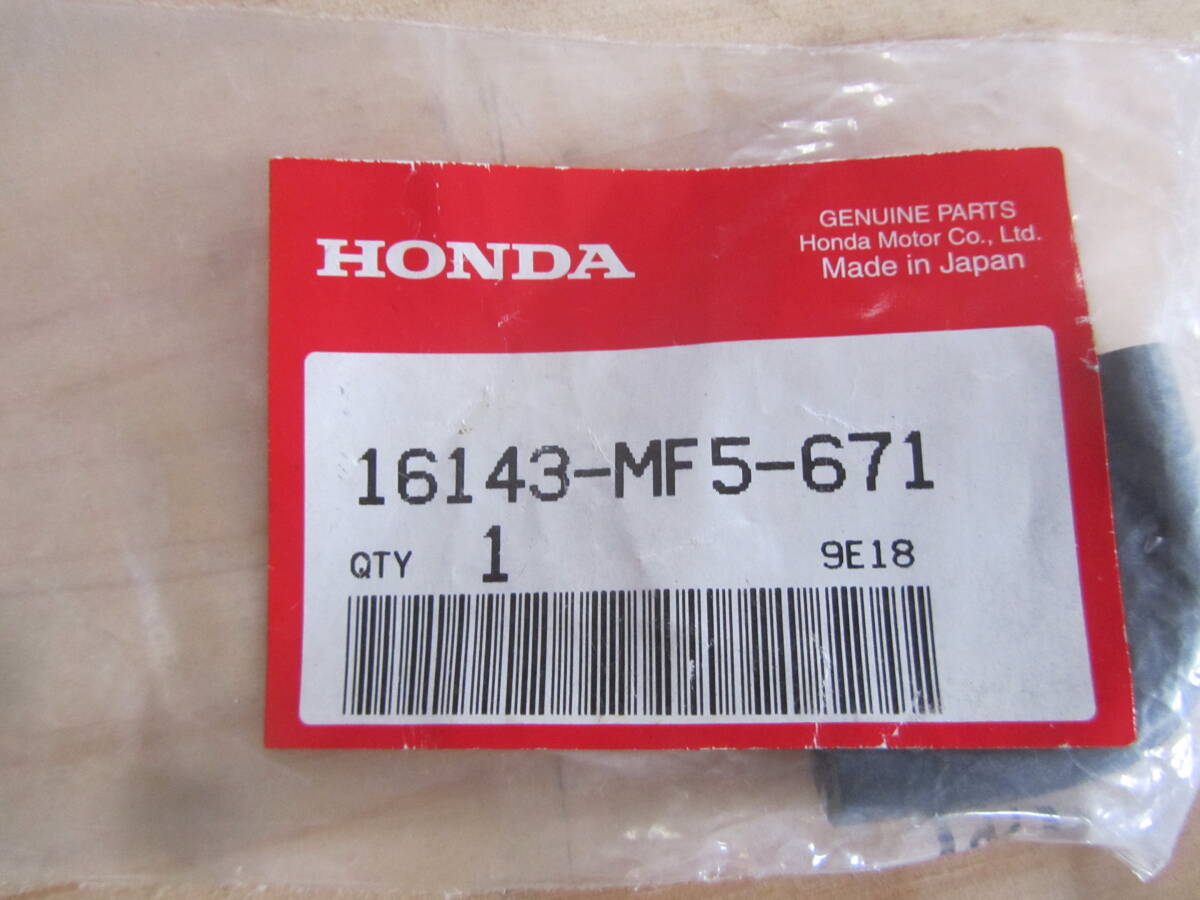 HONDA
GENUINE PARTS
Honda Motor Co., Ltd.
Made in Japan
16143-MF5-671
QTY 1 9E18